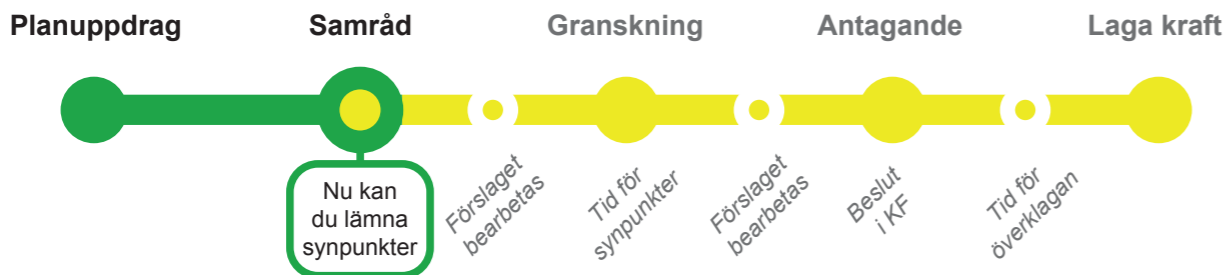 Planuppdrag
Samråd
Granskning
Antagande
Laga kraft
Nu kan
du lämna
synpunkter
Förslaget
bearbetas
Tid för
synpunkter
Förslaget
bearbetas
Beslut
i KF
Tid för
överklagan